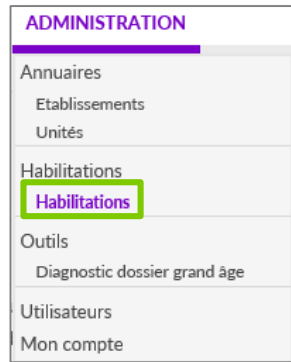 ADMINISTRATION
Annuaires
Etablissements
Unités
Habilitations
Habilitations
Outils
Diagnostic dossier grand âge
Utilisateurs
Mon compte